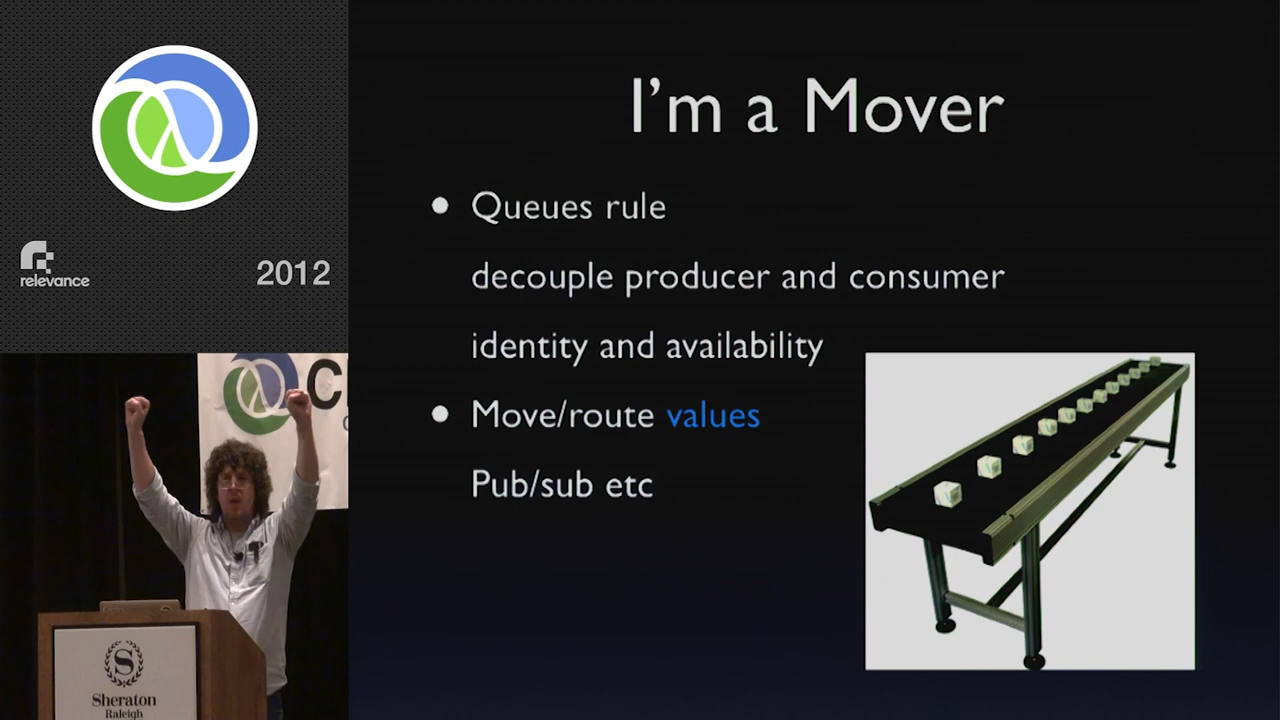 relevance
2012
I'm a Mover
Queues rule
decouple producer and consumer
identity and availability
Move/route values
Pub/sub etc
C
S
Sheraton
Raleigh